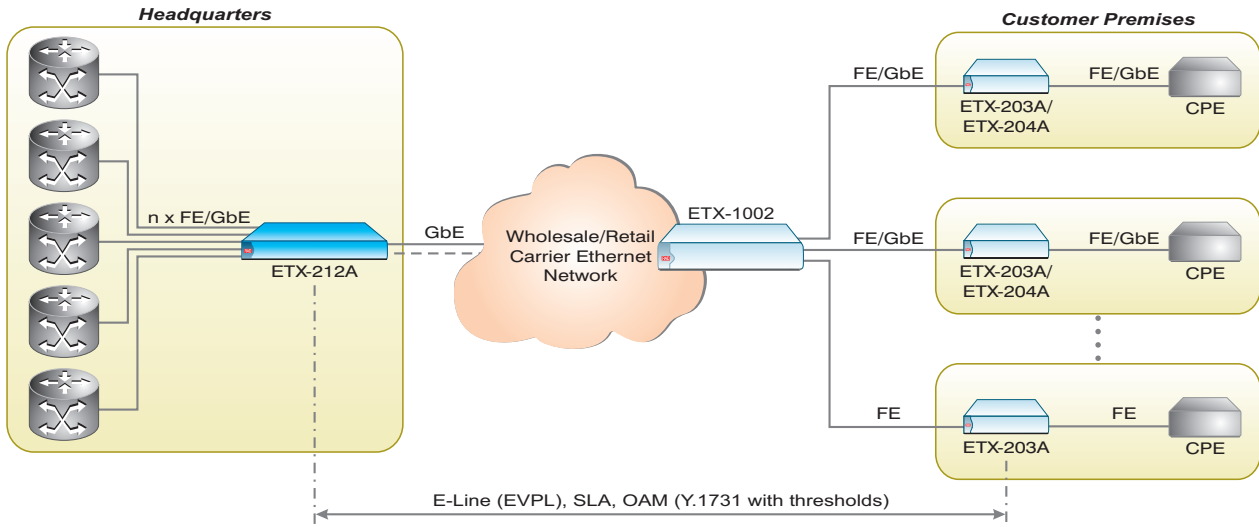 Headquarters
Customer Premises
n x FE/GbE
ETX-212A
GbE
Wholesale/Retail
Carrier Ethernet
Network
ETX-1002
FE/GbE
ETX-203A/
ETX-204A
FE/GbE
CPE
FE/GbE
ETX-203A/
ETX-204A
FE/GbE
CPE
FE
ETX-203A
FE
CPE
E-Line (EVPL), SLA, OAM (Y.1731 with thresholds)